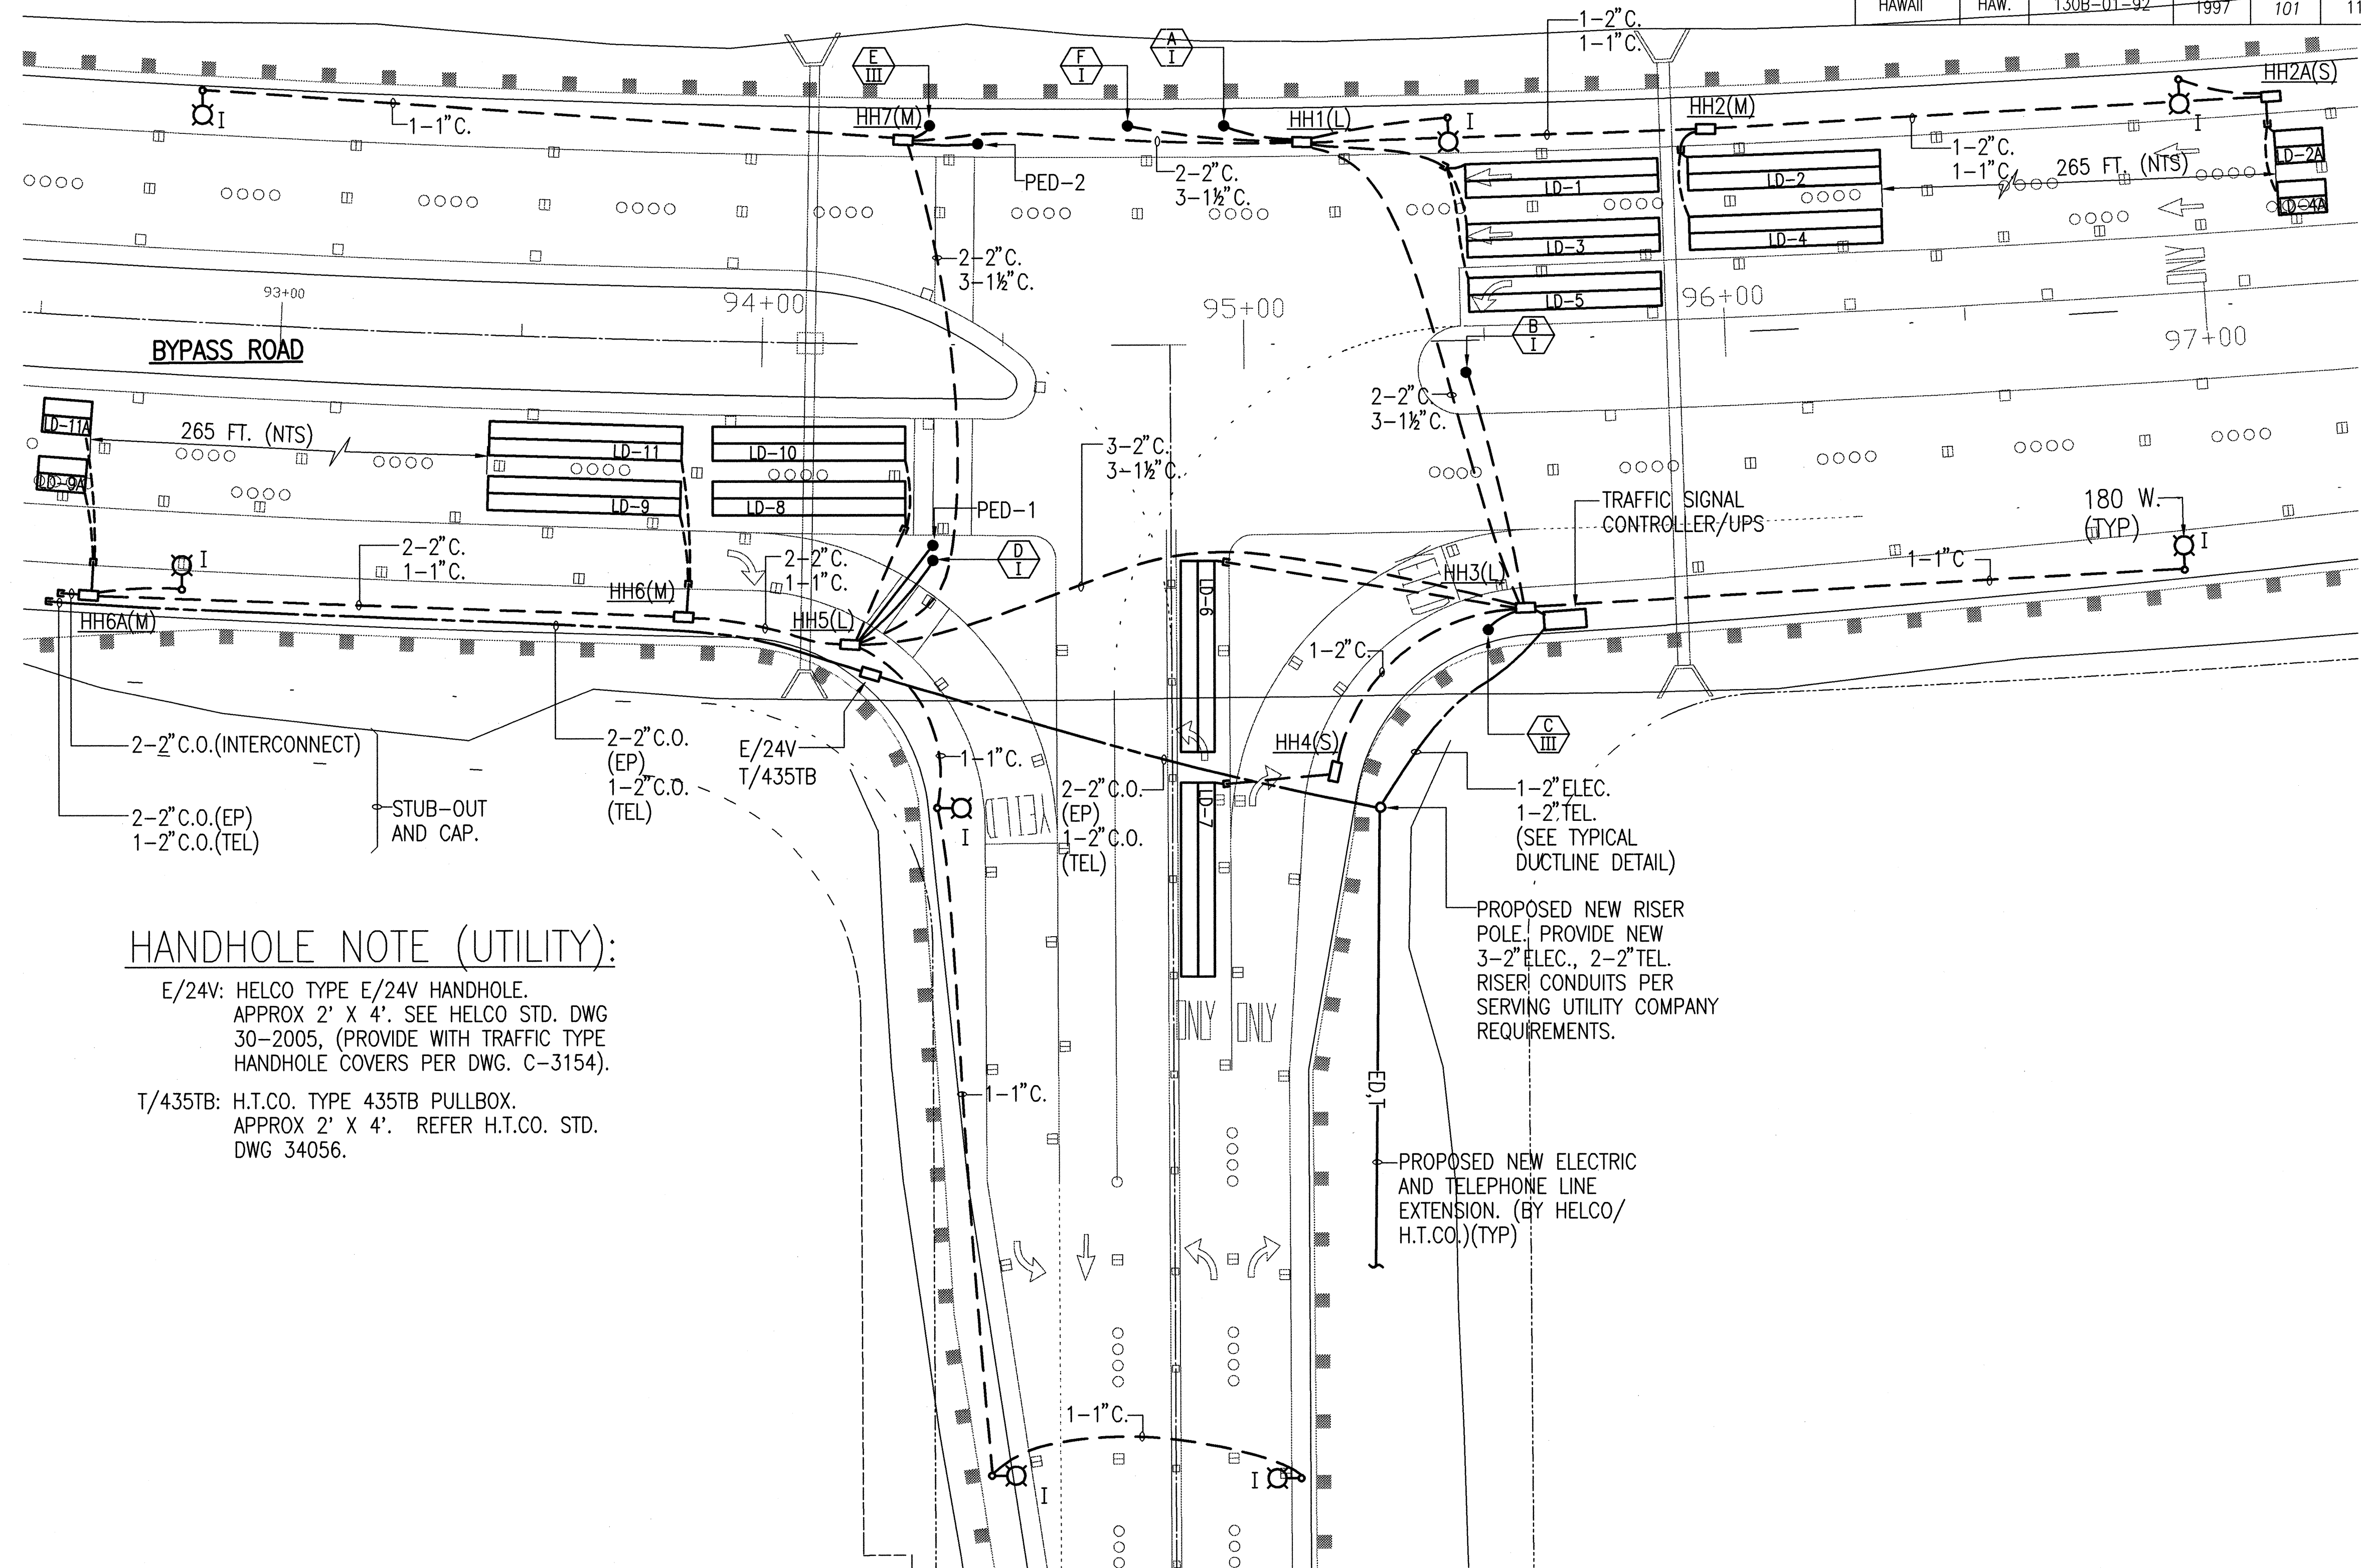 HAWAII HAW. 130B-01-92 1997 101
1-2"C.
1-1"C.
E
III
F
I
A
I
HH2A(S)
I
1-1"C.
HH7(M)
HH1(L)
I
HH2(M)
I
PED-2
2-2"C.
3-1½"C.
1-2"C.
1-1"C.
265 FT. (NTS)
LD-1
LD-2
LD-2A
LD-3
LD-4
LD-4A
LD-5
2-2"C.
3-1½"C.
93+00
94+00
95+00
96+00
97+00
BYPASS ROAD
B
I
2-2"C.
3-1½"C.
LD-11A
265 FT. (NTS)
LD-11
LD-10
LD-9A
LD-9
LD-8
3-2"C.
3-1½"C.
PED-1
TRAFFIC SIGNAL
CONTROLLER/UPS
180 W.
(TYP)
I
D
I
I
2-2"C.
1-1"C.
2-2"C.
1-1"C.
1-1"C
HH6A(M)
HH6(M)
HH5(L)
HH3(L)
LD-6
1-2"C.
C
III
HH4(S)
2-2"C.O.(INTERCONNECT)
2-2"C.O.(EP)
1-2"C.O.(TEL)
STUB-OUT
AND CAP.
2-2"C.O.
(EP)
1-2"C.O.
(TEL)
E/24V
T/435TB
1-1"C.
I
YIELD
2-2"C.O.
(EP)
1-2"C.O.
(TEL)
LD-7
1-2"ELEC.
1-2"TEL.
(SEE TYPICAL
DUCTLINE DETAIL)
PROPOSED NEW RISER
POLE. PROVIDE NEW
3-2"ELEC., 2-2"TEL.
RISER CONDUITS PER
SERVING UTILITY COMPANY
REQUIREMENTS.
HANDHOLE NOTE (UTILITY):
E/24V: HELCO TYPE E/24V HANDHOLE.
APPROX 2' X 4'. SEE HELCO STD. DWG
30-2005, (PROVIDE WITH TRAFFIC TYPE
HANDHOLE COVERS PER DWG. C-3154).
T/435TB: H.T.CO. TYPE 435TB PULLBOX.
APPROX 2' X 4'. REFER H.T.CO. STD.
DWG 34056.
1-1"C.
ED,T
PROPOSED NEW ELECTRIC
AND TELEPHONE LINE
EXTENSION. (BY HELCO/
H.T.CO.)(TYP)
1-1"C.
I
I